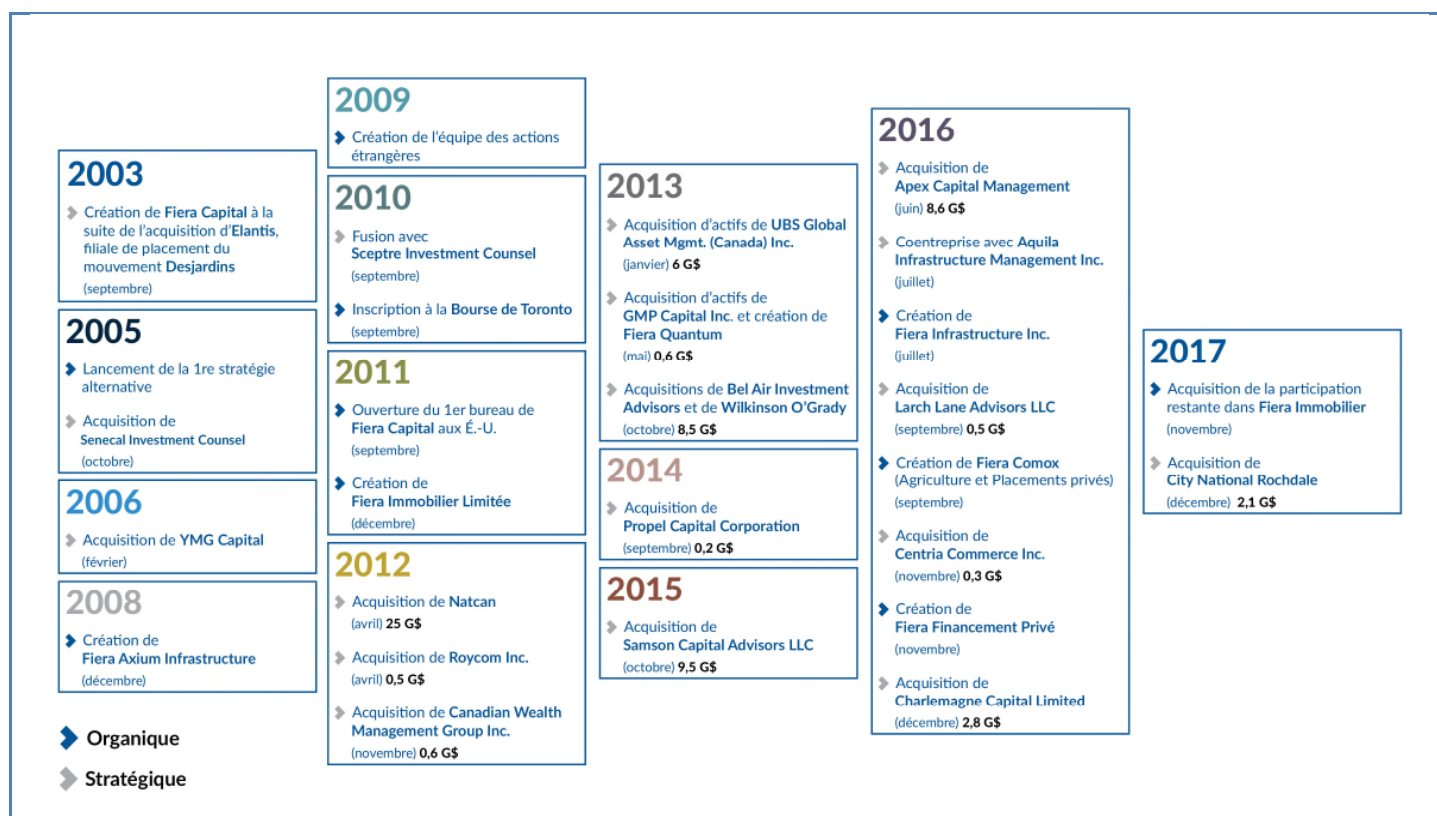 2003
Création de Fiera Capital à la
suite de l'acquisition d'Elantis,
filiale de placement du
mouvement Desjardins
(septembre)
2005
Lancement de la 1re stratégie
alternative
Acquisition de
Senecal Investment Counsel
(octobre)
2006
Acquisition de YMG Capital
(février)
2008
Création de
Fiera Axium Infrastructure
(décembre)
Organique
Stratégique
2009
Création de l'équipe des actions
étrangères
2010
Fusion avec
Sceptre Investment Counsel
(septembre)
Inscription à la Bourse de Toronto
(septembre)
2011
Ouverture du 1er bureau de
Fiera Capital aux É.-U.
(septembre)
Création de
Fiera Immobilier Limitée
(décembre)
2012
Acquisition de Natcan
(avril) 25 G$
Acquisition de Roycom Inc.
(avril) 0,5 G$
Acquisition de Canadian Wealth
Management Group Inc.
(novembre) 0,6 G$
2013
Acquisition d'actifs de UBS Global
Asset Mgmt. (Canada) Inc.
(janvier) 6 G$
Acquisition d'actifs de
GMP Capital Inc. et création de
Fiera Quantum
(mai) 0,6 G$
Acquisitions de Bel Air Investment
Advisors et de Wilkinson O'Grady
(octobre) 8,5 G$
2014
Acquisition de
Propel Capital Corporation
(septembre) 0,2 G$
2015
Acquisition de
Samson Capital Advisors LLC
(octobre) 9,5 G$
2016
Acquisition de
Apex Capital Management
(juin) 8,6 G$
Coentreprise avec Aquila
Infrastructure Management Inc.
(juillet)
Création de
Fiera Infrastructure Inc.
(juillet)
Acquisition de
Larch Lane Advisors LLC
(septembre) 0,5 G$
Création de Fiera Comox
(Agriculture et Placements privés)
(septembre)
Acquisition de
Centria Commerce Inc.
(novembre) 0,3 G$
Création de
Fiera Financement Privé
(novembre)
Acquisition de
Charlemagne Capital Limited
(décembre) 2,8 G$
2017
Acquisition de la participation
restante dans Fiera Immobilier
(novembre)
Acquisition de
City National Rochdale
(décembre) 2,1 G$